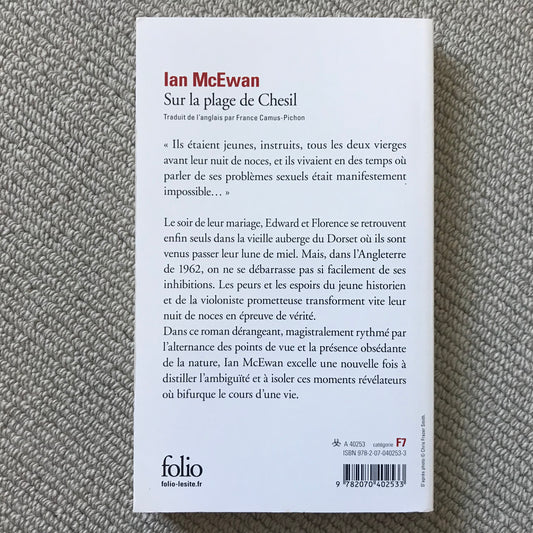 Ian McEwan
Sur la plage de Chesil
Traduit de l'anglais par France Camus-Pichon
« Ils étaient jeunes, instruits, tous les deux vierges
avant leur nuit de noces, et ils vivaient en des temps où
parler de ses problèmes sexuels était manifestement
impossible… »
Le soir de leur mariage, Edward et Florence se retrouvent
enfin seuls dans la vieille auberge du Dorset où ils sont
venus passer leur lune de miel. Mais, dans l'Angleterre
de 1962, on ne se débarrasse pas si facilement de ses
inhibitions. Les peurs et les espoirs du jeune historien
et de la violoniste prometteuse transforment vite leur
nuit de noces en épreuve de vérité.
Dans ce roman dérangeant, magistralement rythmé par
l'alternance des points de vue et la présence obsédante
de la nature, Ian McEwan excelle une nouvelle fois à
distiller l'ambiguïté et à isoler ces moments révélateurs
où bifurque le cours d'une vie.
A 40253 catégorie F7
ISBN 978-2-07-040253-3
folio
folio-lesite.fr
9 782070 402533
D'après photo © Chris Frazer Smith.